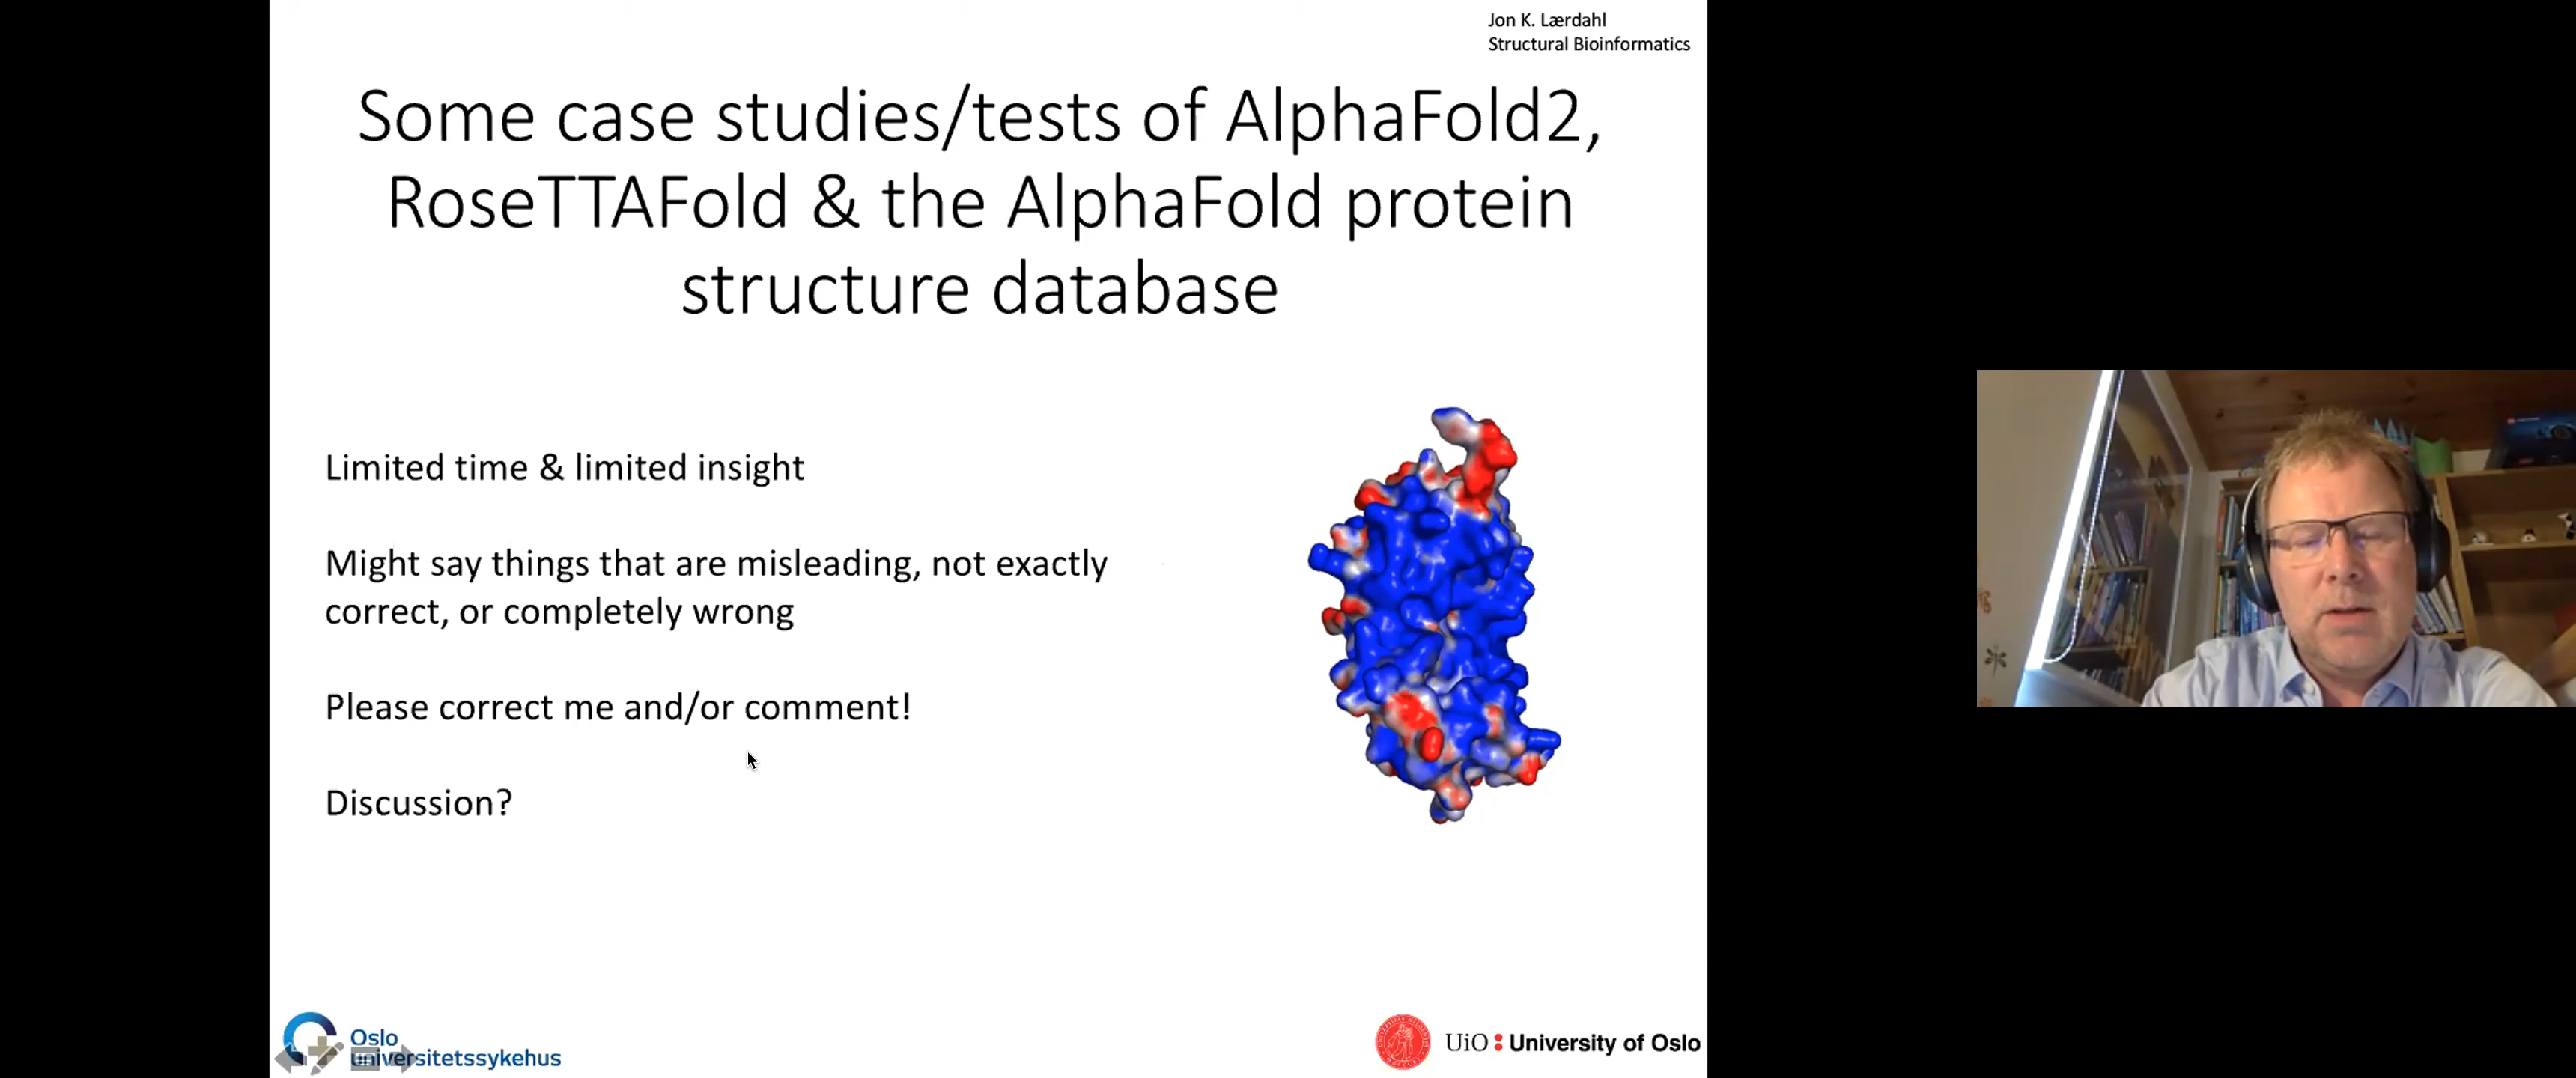 Jon K. Lærdahl
Structural Bioinformatics
Some case studies/tests of AlphaFold2,
RoseTTAFold & the AlphaFold protein
structure database
Limited time & limited insight
Might say things that are misleading, not exactly
correct, or completely wrong
Please correct me and/or comment!
Discussion?
Oslo
universitetssykehus
UiO : University of Oslo